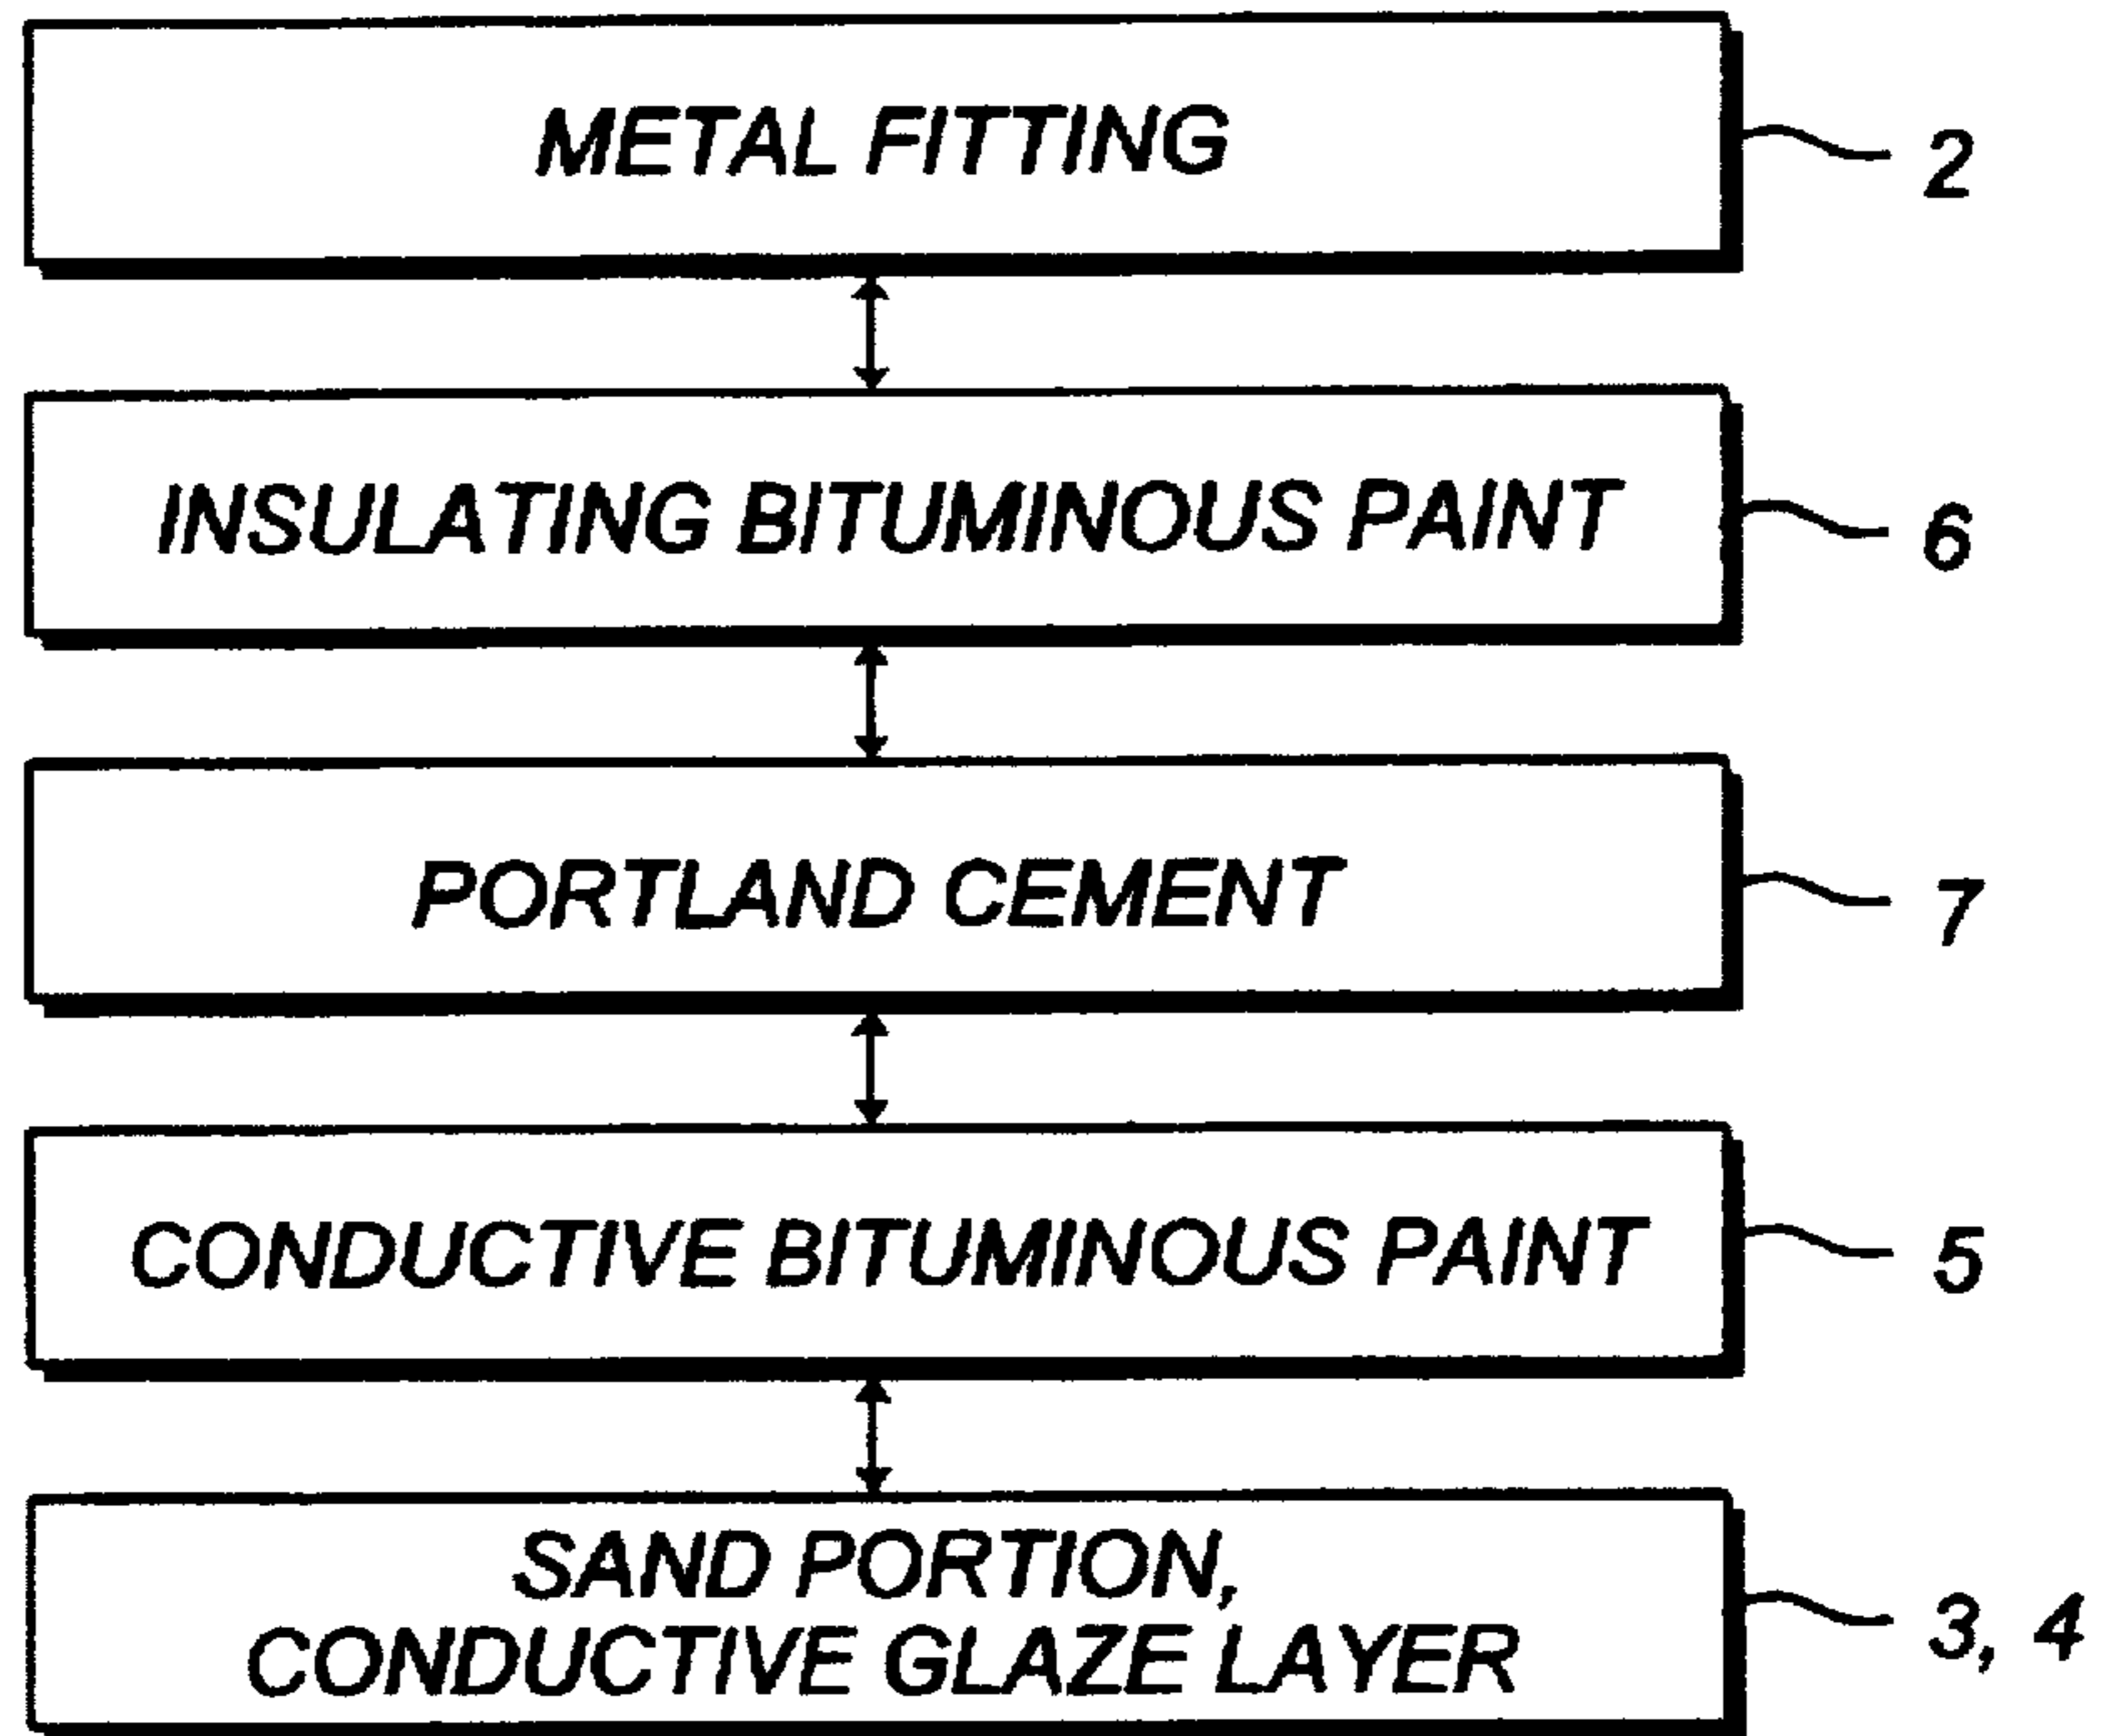 METAL FITTING
2
INSULATING BITUMINOUS PAINT
6
PORTLAND CEMENT
7
CONDUCTIVE BITUMINOUS PAINT
5
SAND PORTION,
CONDUCTIVE GLAZE LAYER
3, 4